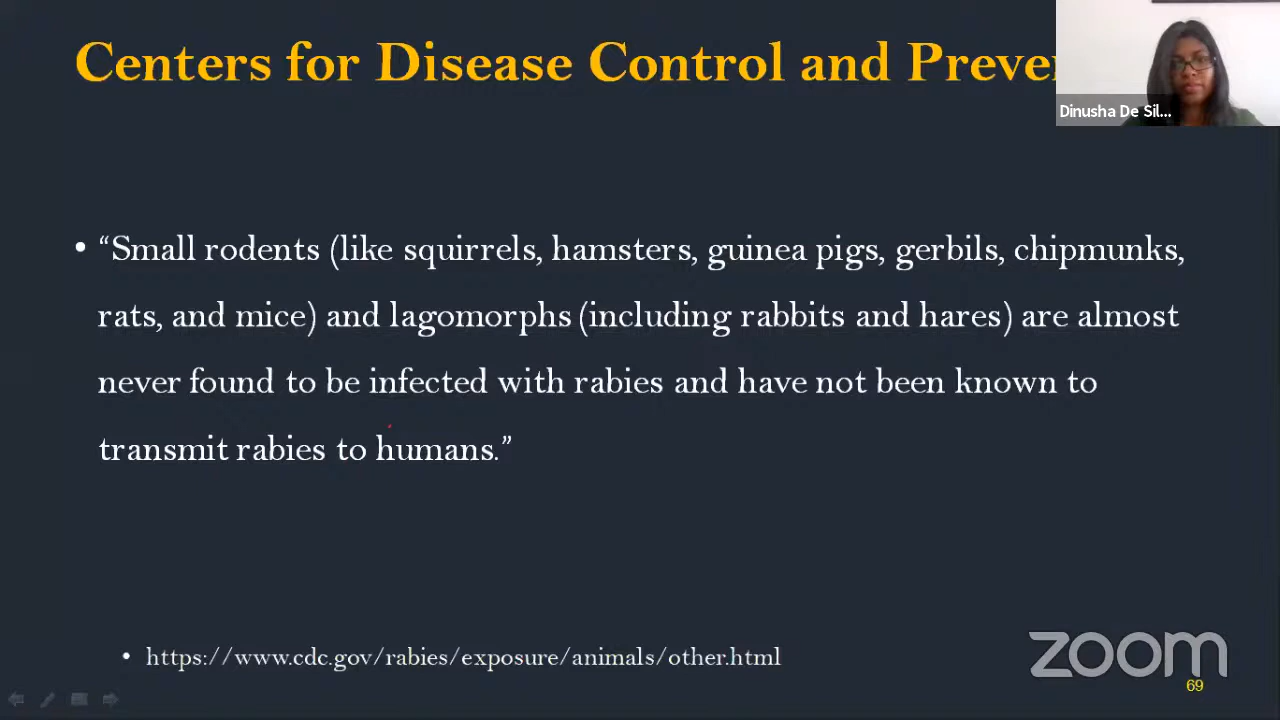 Centers for Disease Control and Preve
Dinusha De Sil...
• “Small rodents (like squirrels, hamsters, guinea pigs, gerbils, chipmunks,
rats, and mice) and lagomorphs (including rabbits and hares) are almost
never found to be infected with rabies and have not been known to
transmit rabies to humans.”
• https://www.cdc.gov/rabies/exposure/animals/other.html
zoom
69